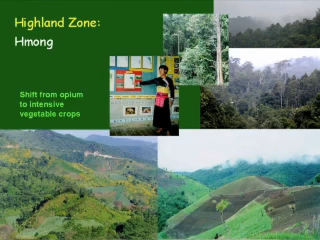 Highland Zone:
Hmong
Shift from opium
to intensive
vegetable crops